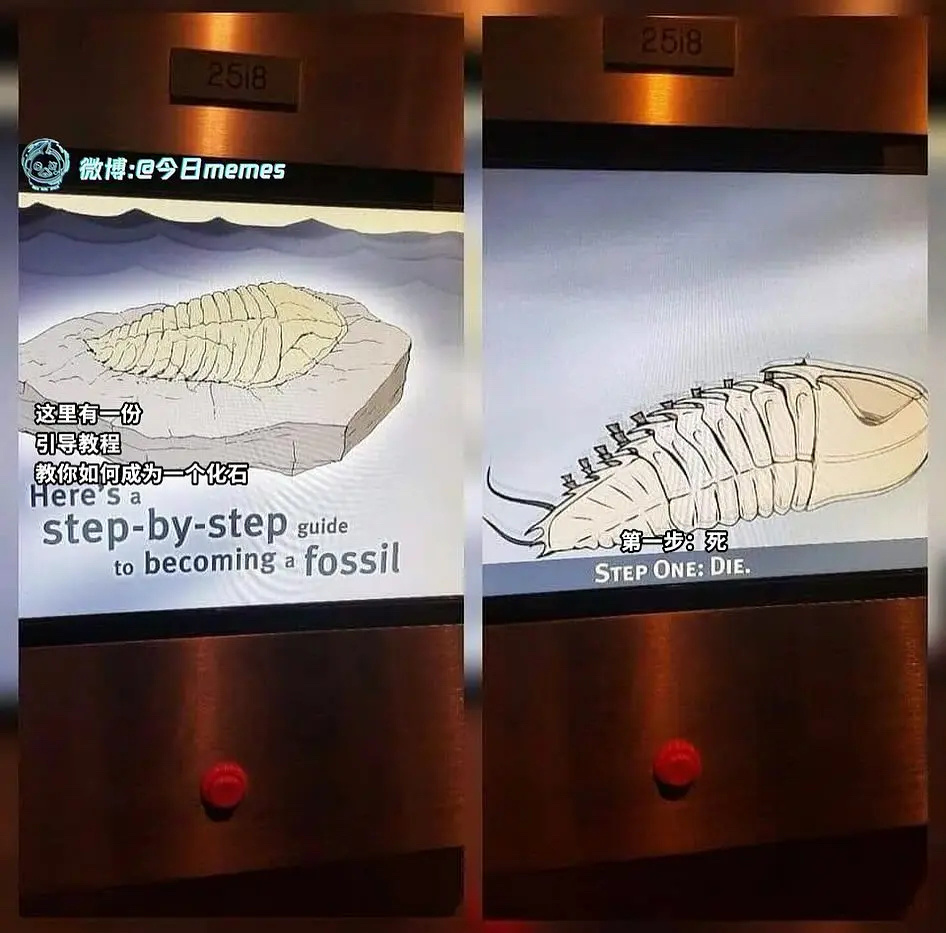 25i8
微博:@今日memes
这里有一份
引导教程
教你如何成为一个化石
Here's a
step-by-step guide
to becoming a fossil
25i8
第一步：死
STEP ONE: DIE.